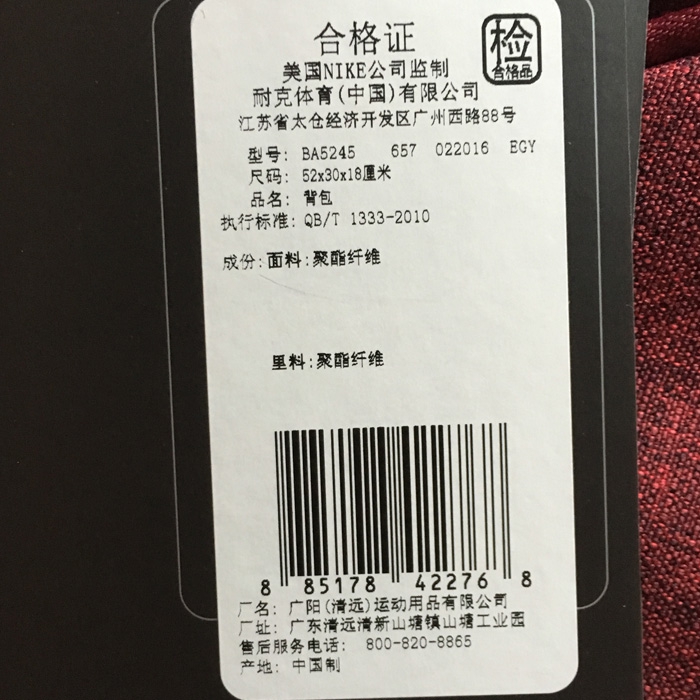 合格证
检
合格品
美国NIKE公司监制
耐克体育(中国)有限公司
江苏省太仓经济开发区广州西路88号
型号: BA5245 657 022016 EGY
尺码: 52x30x18厘米
品名: 背包
执行标准: QB/T 1333-2010
成份:面料:聚酯纤维
里料:聚酯纤维
8 85178 42276 8
厂名: 广阳(清远)运动用品有限公司
厂址: 广东清远清新山塘镇山塘工业园
售后服务电话: 800-820-8865
产地: 中国制